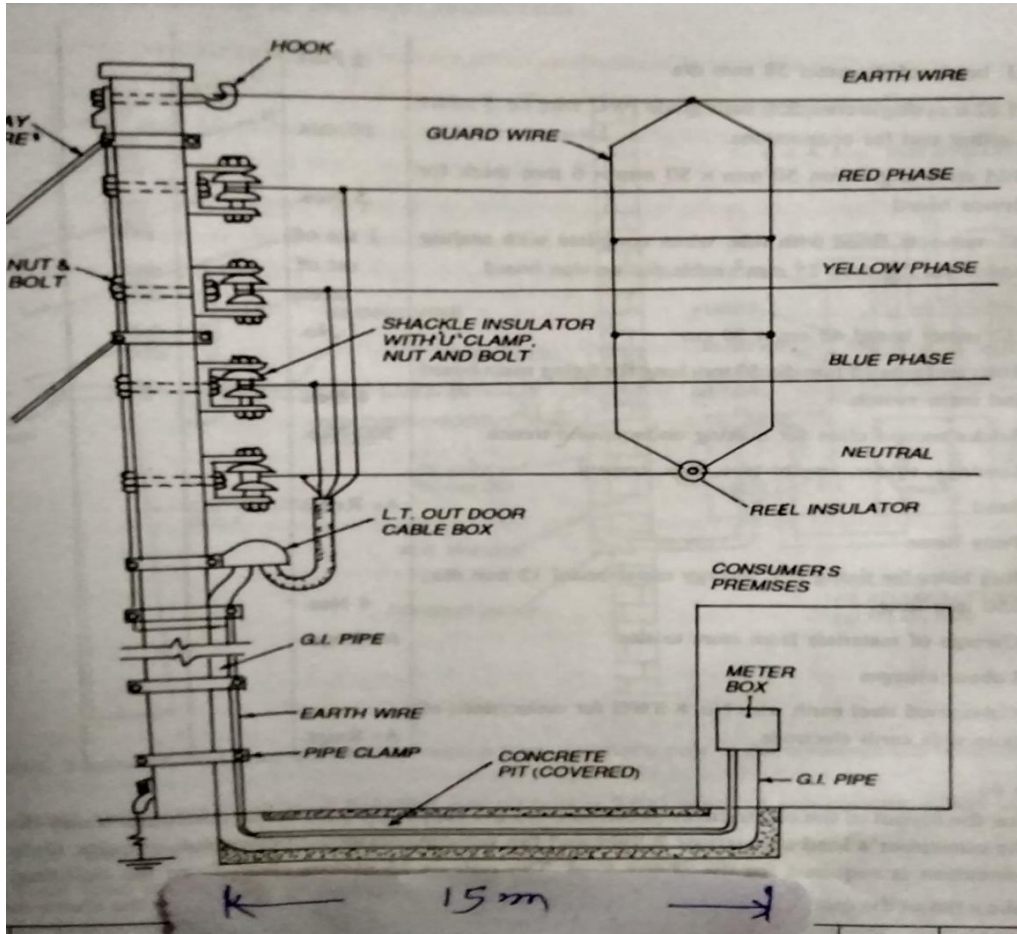 HOOK
EARTH WIRE
AY
RE"
GUARD WIRE
RED PHASE
NUT &
BOLT
YELLOW PHASE
SHACKLE INSULATOR
WITH "U" CLAMP,
NUT AND BOLT
BLUE PHASE
NEUTRAL
L.T. OUT DOOR
CABLE BOX
REEL INSULATOR
CONSUMER'S
PREMISES
G.I. PIPE
METER
BOX
EARTH WIRE
PIPE CLAMP
CONCRETE
PIT (COVERED)
G.I. PIPE
15 m